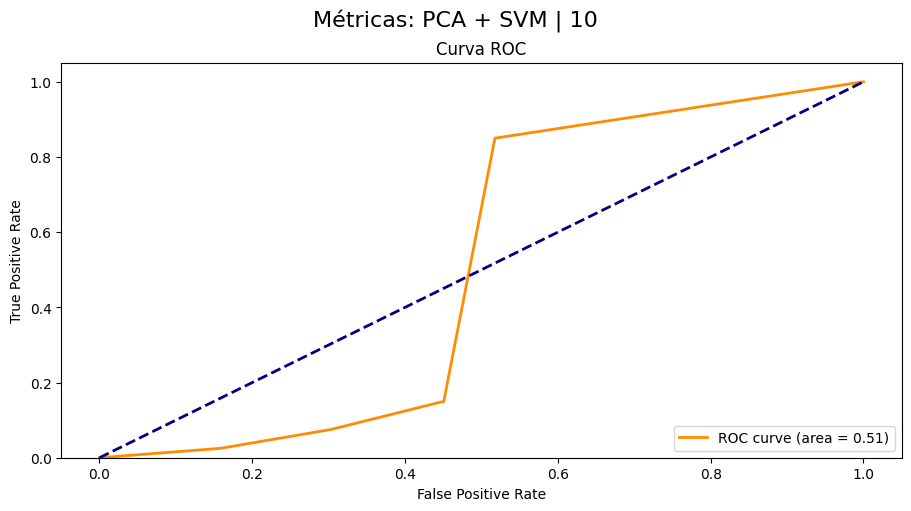 Métricas: PCA + SVM | 10
Curva ROC
1.0
0.8
0.6
0.4
0.2
0.0
True Positive Rate
0.0 0.2 0.4 0.6 0.8 1.0
False Positive Rate
ROC curve (area = 0.51)